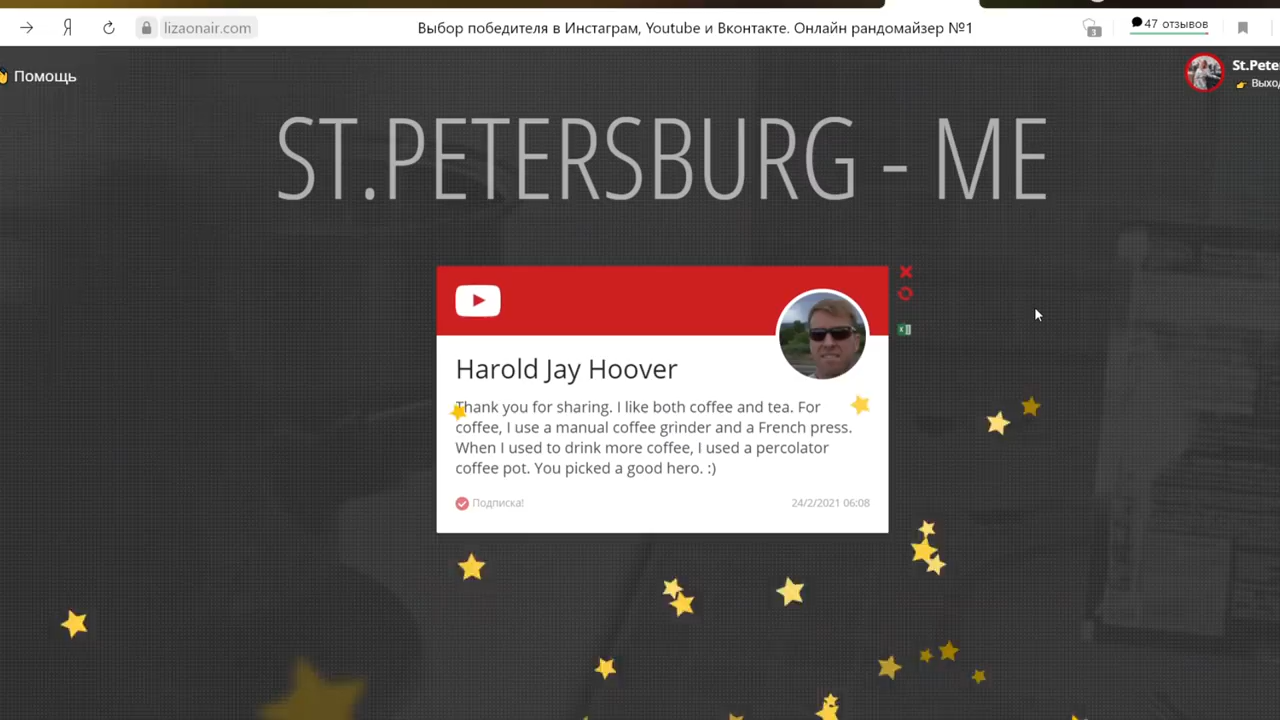 Я lizaonair.com Выбор победителя в Инстаграм, Youtube и Вконтакте. Онлайн рандомайзер №1 3 47 отзывов
Помощь
St.Pete
Выход
ST.PETERSBURG - ME
Harold Jay Hoover
Thank you for sharing. I like both coffee and tea. For
coffee, I use a manual coffee grinder and a French press.
When I used to drink more coffee, I used a percolator
coffee pot. You picked a good hero. :)
Подписка! 24/2/2021 06:08